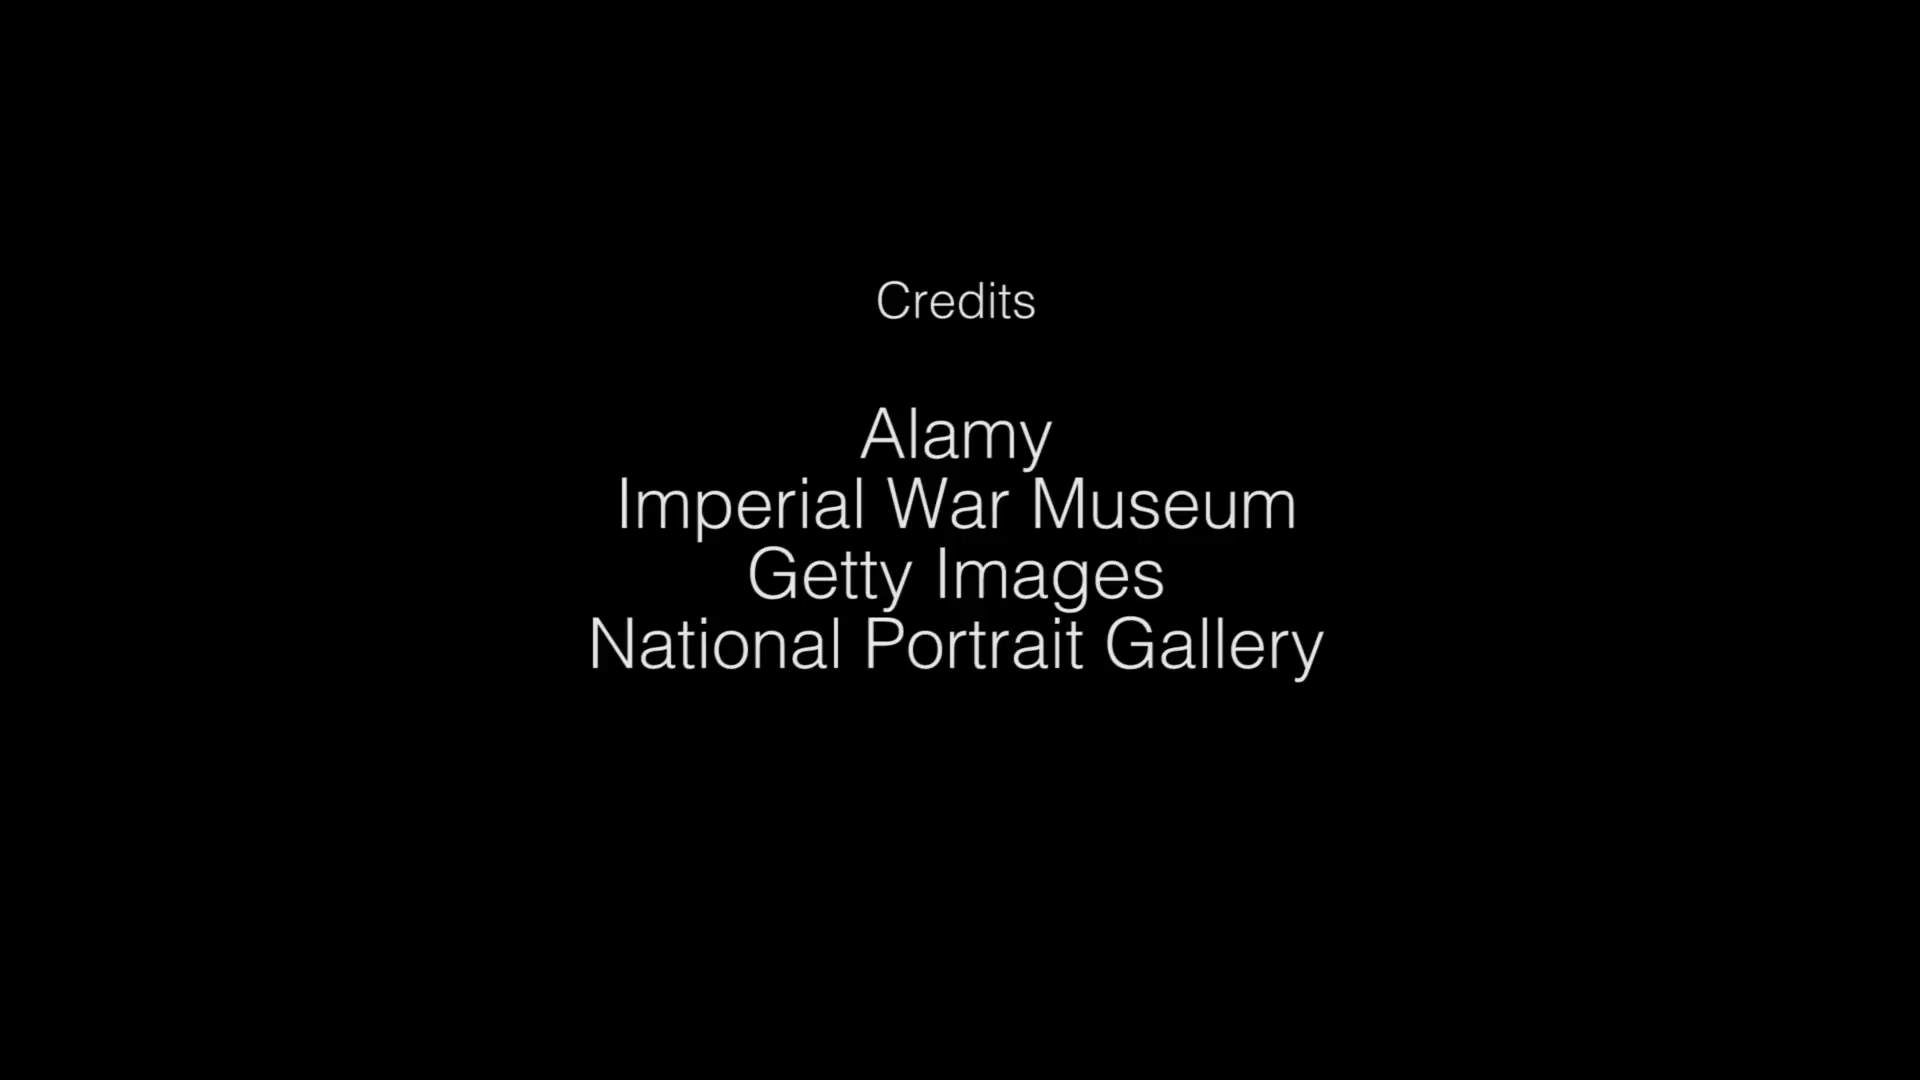 Credits
Alamy
Imperial War Museum
Getty Images
National Portrait Gallery